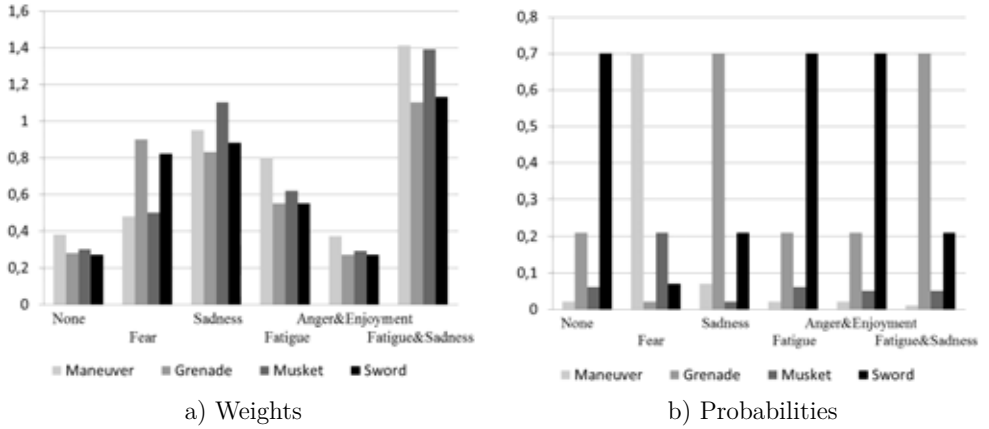 1,6
1,4
1,2
1
0,8
0,6
0,4
0,2
0
None
Sadness
Anger&Enjoyment
Fear
Fatigue
Fatigue&Sadness
Maneuver Grenade Musket Sword
a) Weights
0,8
0,7
0,6
0,5
0,4
0,3
0,2
0,1
0
None
Sadness
Anger&Enjoyment
Fear
Fatigue
Fatigue&Sadness
Maneuver Grenade Musket Sword
b) Probabilities